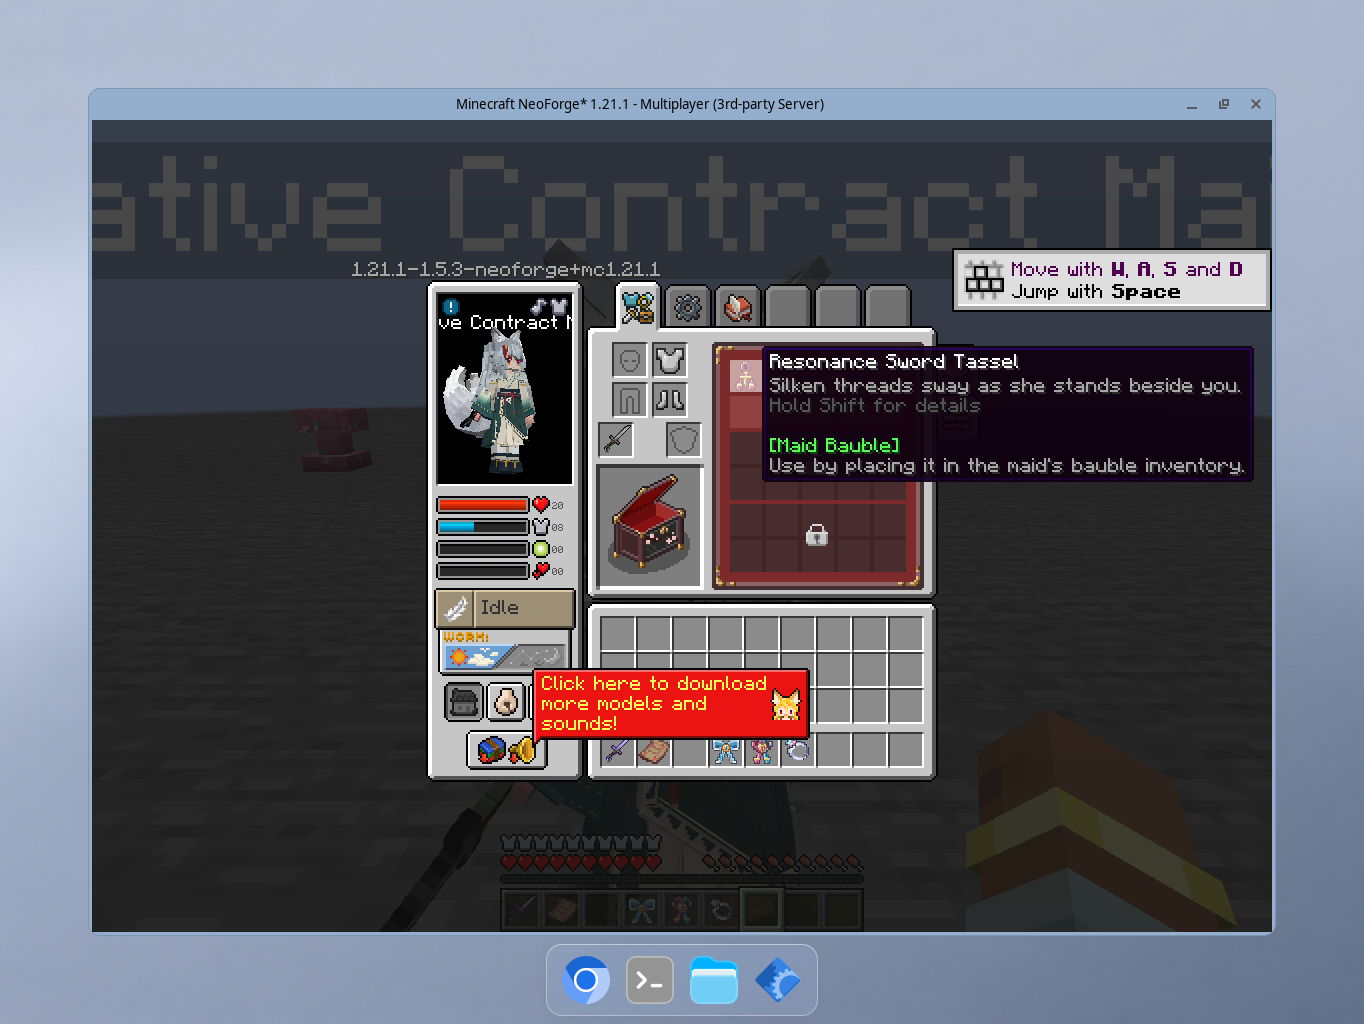 Minecraft NeoForge* 1.21.1 - Multiplayer (3rd-party Server)
ative Contract Ma
1.21.1-1.5.3-neoforge+mc1.21.1
Move with W, A, S and D
Jump with Space
ve Contract M
Resonance Sword Tassel
Silken threads sway as she stands beside you.
Hold Shift for details
[Maid Bauble]
Use by placing it in the maid's bauble inventory.
20
08
00
00
Idle
WORK:
Click here to download
more models and
sounds!